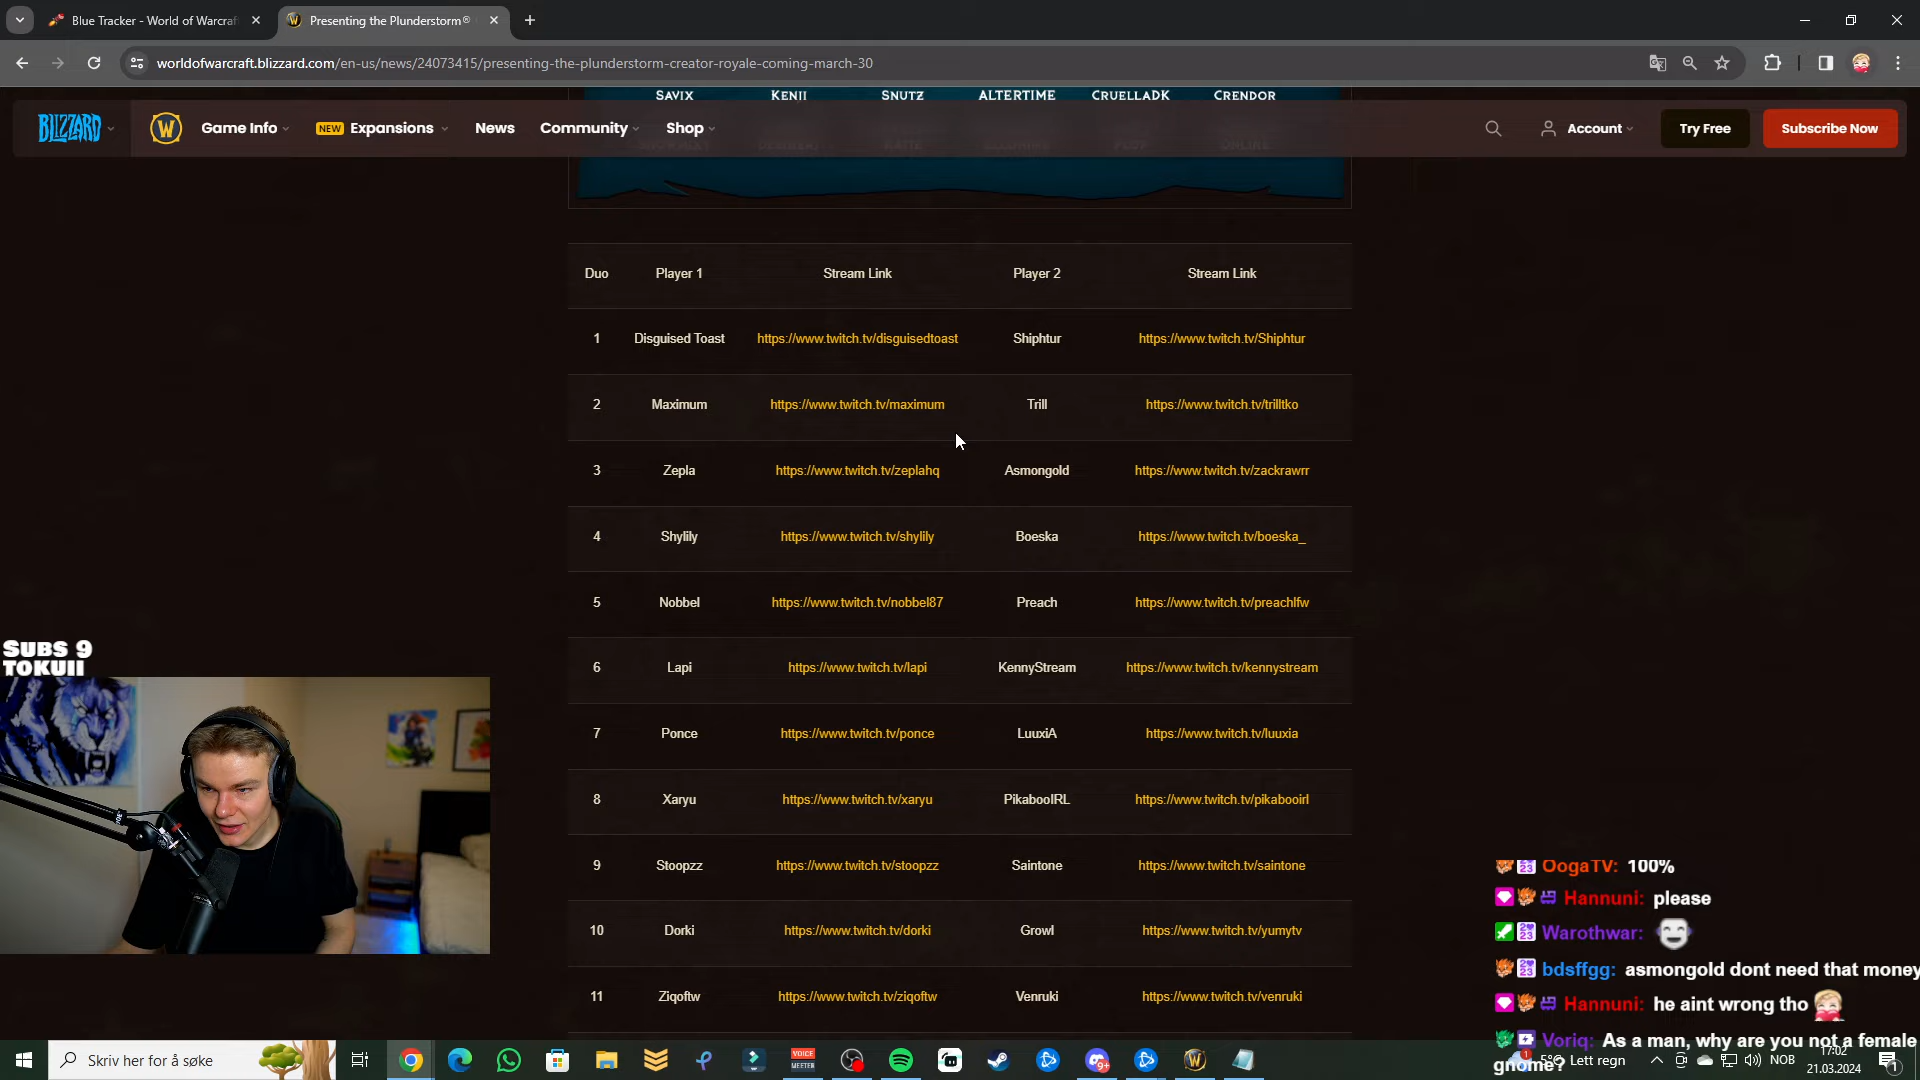 Blue Tracker - World of Warcraf
Presenting the Plunderstorm®
worldofwarcraft.blizzard.com/en-us/news/24073415/presenting-the-plunderstorm-creator-royale-coming-march-30
SAVIX KENII SNUTZ ALTERTIME CRUELLADK CRENDOR
BLIZZARD
W
Game Info
NEW Expansions
News
Community
Shop
Account
Try Free
Subscribe Now
Duo Player 1 Stream Link Player 2 Stream Link
1 Disguised Toast https://www.twitch.tv/disguisedtoast Shiphtur https://www.twitch.tv/Shiphtur
2 Maximum https://www.twitch.tv/maximum Trill https://www.twitch.tv/trilltko
3 Zepla https://www.twitch.tv/zeplahq Asmongold https://www.twitch.tv/zackrawrr
4 Shylily https://www.twitch.tv/shylily Boeska https://www.twitch.tv/boeska_
5 Nobbel https://www.twitch.tv/nobbel87 Preach https://www.twitch.tv/preachlfw
6 Lapi https://www.twitch.tv/lapi KennyStream https://www.twitch.tv/kennystream
7 Ponce https://www.twitch.tv/ponce LuuxiA https://www.twitch.tv/luuxia
8 Xaryu https://www.twitch.tv/xaryu PikabooIRL https://www.twitch.tv/pikabooirl
9 Stoopzz https://www.twitch.tv/stoopzz Saintone https://www.twitch.tv/saintone
10 Dorki https://www.twitch.tv/dorki Growl https://www.twitch.tv/yumytv
11 Ziqoftw https://www.twitch.tv/ziqoftw Venruki https://www.twitch.tv/venruki
SUBS 9
TOKUII
OogaTV: 100%
Hannuni: please
Warothwar:
bdsffgg: asmongold dont need that money
Hannuni: he aint wrong tho
Voriq: As a man, why are you not a female
gnome?
Skriv her for å søke
VOICE
MEETER
9+
1
5° Lett regn
NOB
17:02
21.03.2024
1